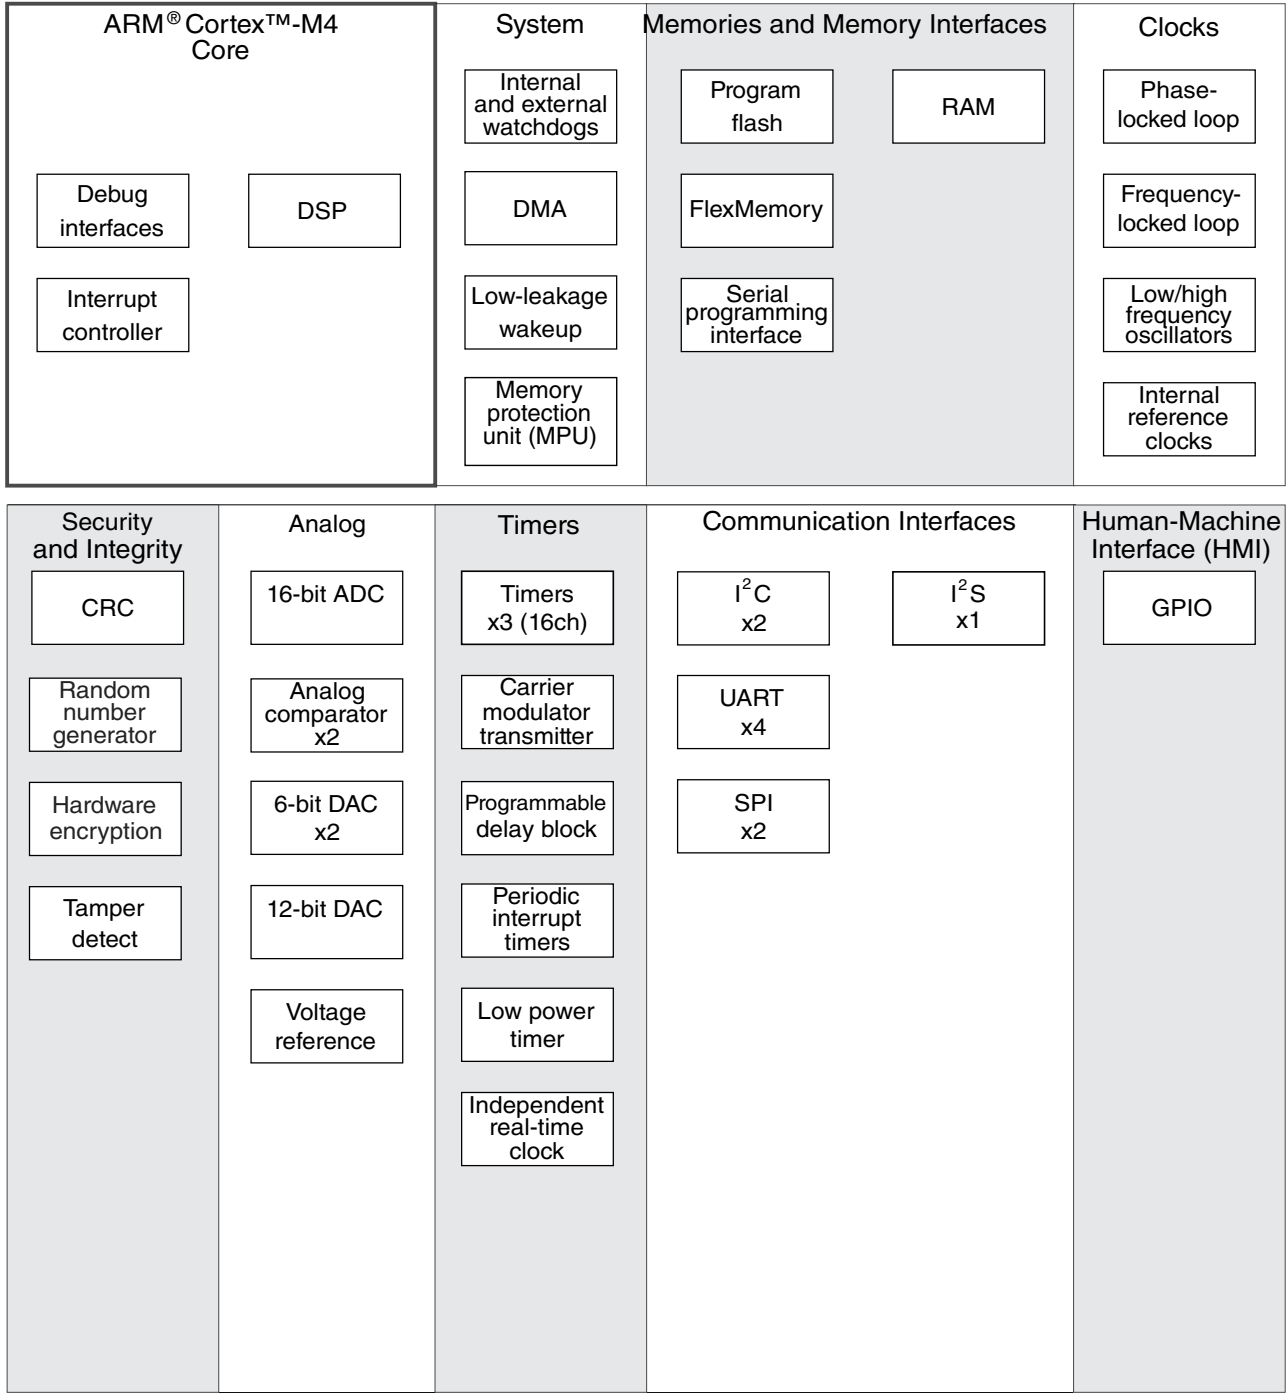 ARM® Cortex™-M4
Core
Debug
interfaces
DSP
Interrupt
controller
System
Internal
and external
watchdogs
DMA
Low-leakage
wakeup
Memory
protection
unit (MPU)
Memories and Memory Interfaces
Program
flash
RAM
FlexMemory
Serial
programming
interface
Clocks
Phase-
locked loop
Frequency-
locked loop
Low/high
frequency
oscillators
Internal
reference
clocks
Security
and Integrity
CRC
Random
number
generator
Hardware
encryption
Tamper
detect
Analog
16-bit ADC
Analog
comparator
x2
6-bit DAC
x2
12-bit DAC
Voltage
reference
Timers
Timers
x3 (16ch)
Carrier
modulator
transmitter
Programmable
delay block
Periodic
interrupt
timers
Low power
timer
Independent
real-time
clock
Communication Interfaces
I²C
x2
I²S
x1
UART
x4
SPI
x2
Human-Machine
Interface (HMI)
GPIO